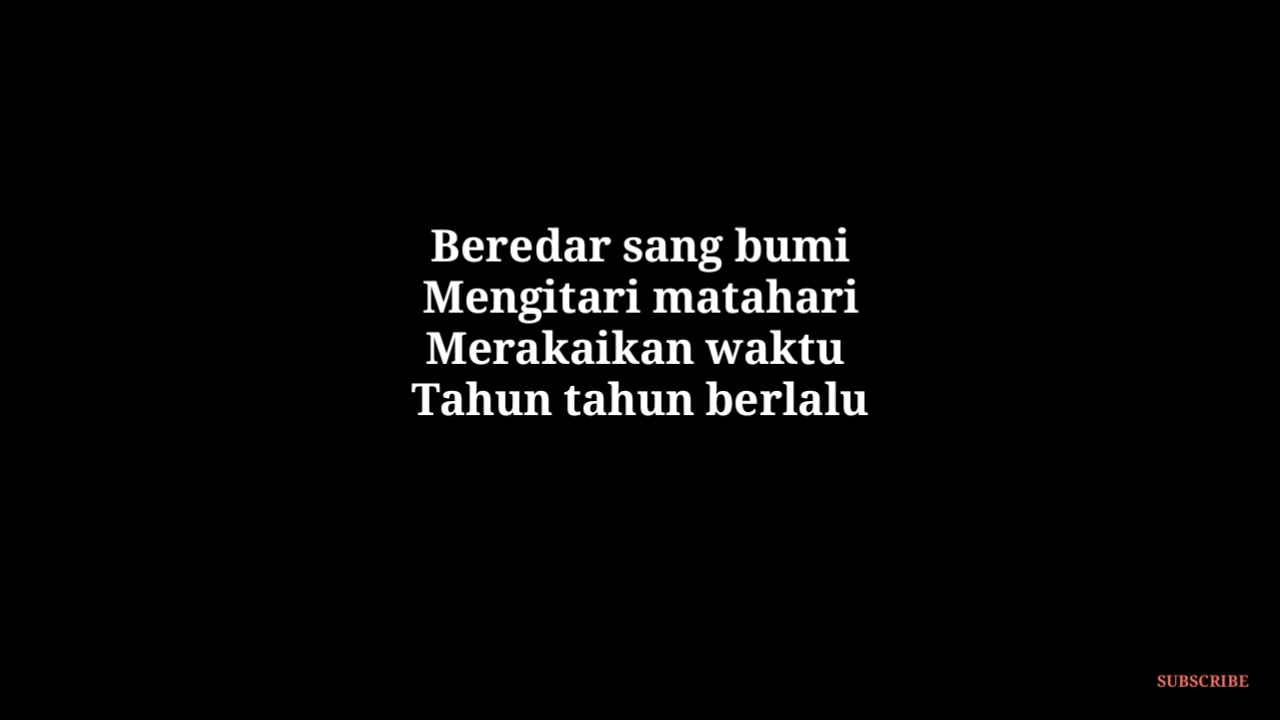 Beredar sang bumi
Mengitari matahari
Merakaikan waktu
Tahun tahun berlalu
SUBSCRIBE